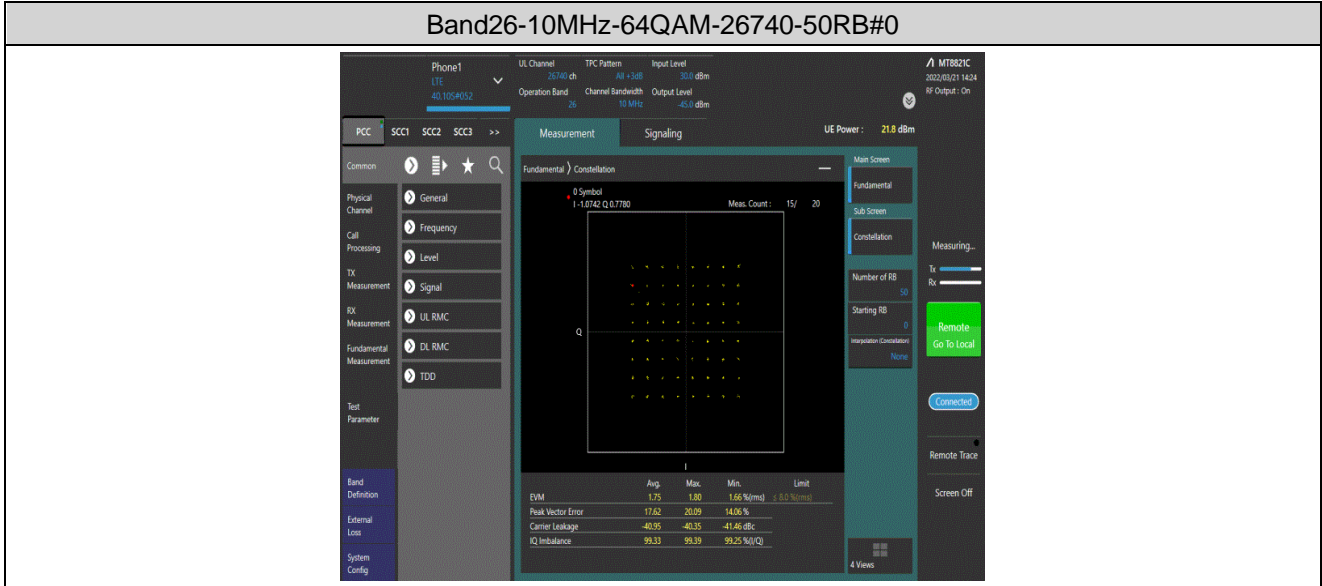 Band26-10MHz-64QAM-26740-50RB#0
Phone1
LTE
40.10S#052
UL Channel
26740 ch
TPC Pattern
All +3dB
Input Level
30.0 dBm
Operation Band
26
Channel Bandwidth
10 MHz
Output Level
-45.0 dBm
MT8821C
2022/03/21 14:24
RF Output : On
PCC SCC1 SCC2 SCC3 >>
Measurement Signaling
UE Power : 21.8 dBm
Common
Physical
Channel
Call
Processing
TX
Measurement
RX
Measurement
Fundamental
Measurement
Test
Parameter
Band
Definition
External
Loss
System
Config
General
Frequency
Level
Signal
UL RMC
DL RMC
TDD
Fundamental ⟩ Constellation
0 Symbol
I -1.0742 Q 0.7780
Meas. Count : 15/ 20
Q
I
Avg. Max. Min. Limit
EVM 1.75 1.80 1.66 %(rms) ≤ 8.0 %(rms)
Peak Vector Error 17.62 20.09 14.06 %
Carrier Leakage -40.95 -40.35 -41.46 dBc
IQ Imbalance 99.33 99.39 99.25 %(I/Q)
Main Screen
Fundamental
Sub Screen
Constellation
Number of RB
50
Starting RB
0
Interpolation (Constellation)
None
4 Views
Measuring...
Tx
Rx
Remote
Go To Local
Connected
Remote Trace
Screen Off